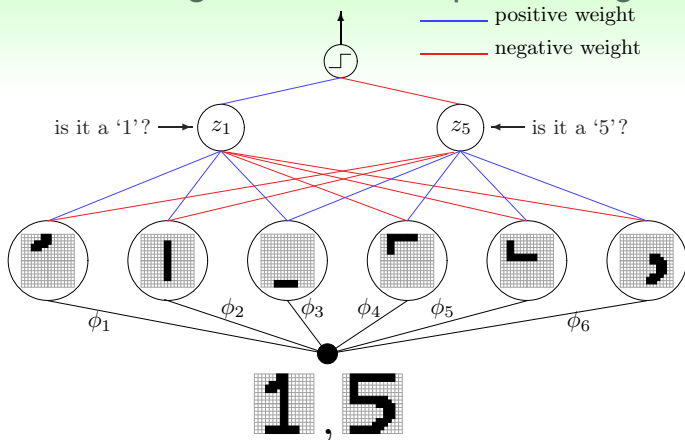 positive weight
negative weight
is it a ‘1’?
z1
z5
is it a ‘5’?
ϕ1
ϕ2
ϕ3
ϕ4
ϕ5
ϕ6
1, 5